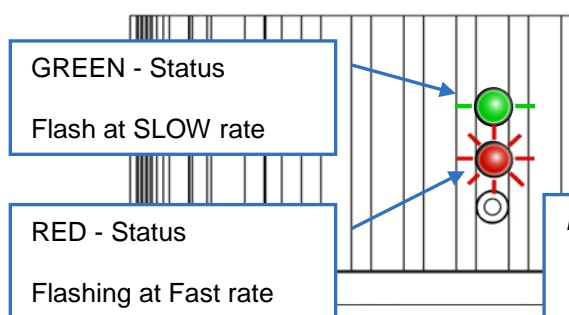 GREEN - Status
Flash at SLOW rate
RED - Status
Flashing at Fast rate